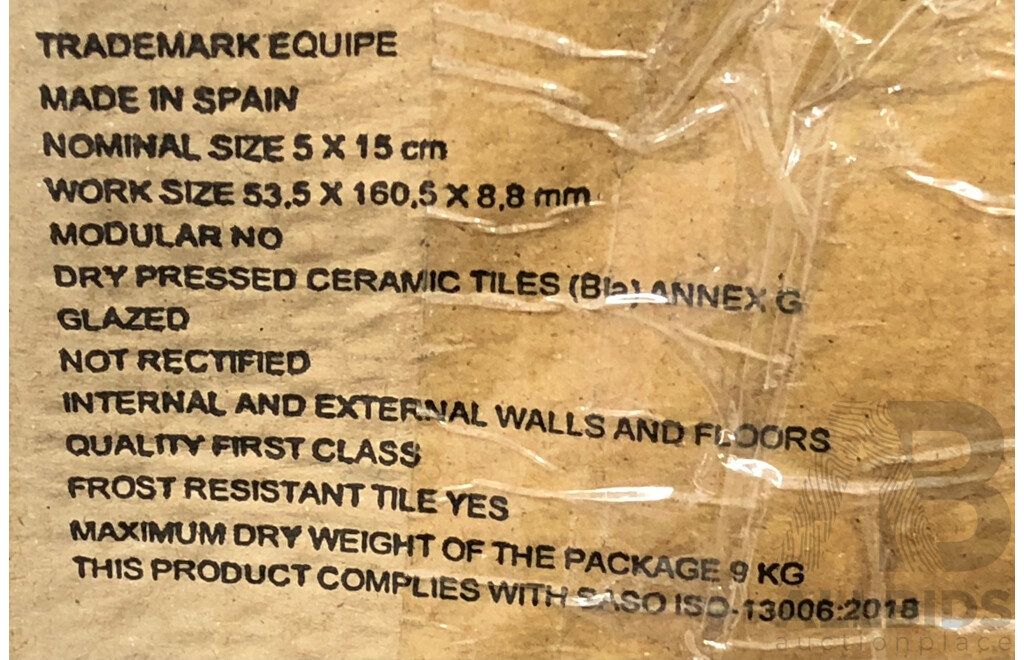 TRADEMARK EQUIPE
MADE IN SPAIN
NOMINAL SIZE 5 X 15 cm
WORK SIZE 53,5 X 160,5 X 8,8 mm
MODULAR NO
DRY PRESSED CERAMIC TILES (BIa) ANNEX G
GLAZED
NOT RECTIFIED
INTERNAL AND EXTERNAL WALLS AND FLOORS
QUALITY FIRST CLASS
FROST RESISTANT TILE YES
MAXIMUM DRY WEIGHT OF THE PACKAGE 9 KG
THIS PRODUCT COMPLIES WITH SASO ISO-13006:2018
auctionplace